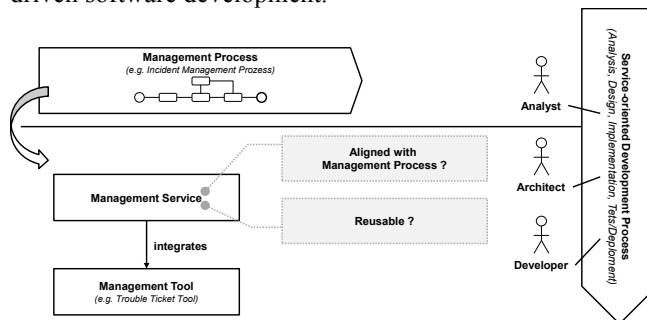 driven software development.
Management Process
(e.g. Incident Management Prozess)
Analyst
Aligned with
Management Process ?
Architect
Management Service
Reusable ?
integrates
Developer
Management Tool
(e.g. Trouble Ticket Tool)
Service-oriented Development Process
(Analysis, Design, Implementation, Tets/Deploment)